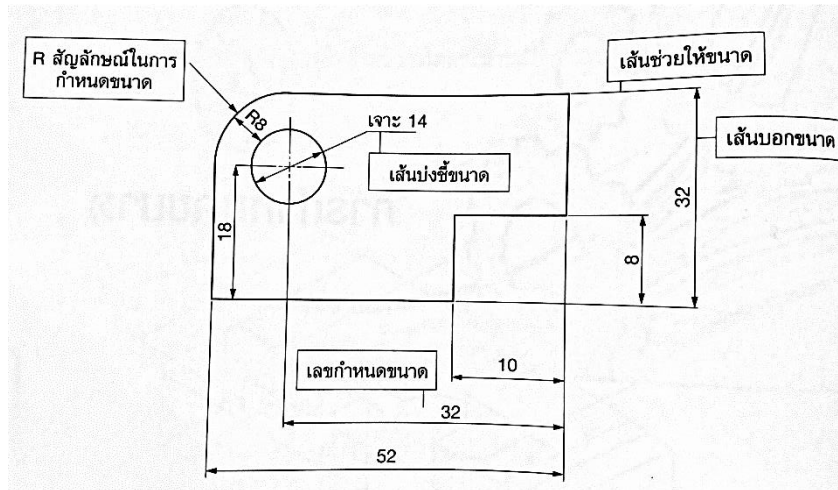 R สัญลักษณ์ในการ
กำหนดขนาด
เส้นช่วยให้ขนาด
R8
เจาะ 14
เส้นบอกขนาด
เส้นบ่งชี้ขนาด
32
18
8
เลขกำหนดขนาด
10
32
52